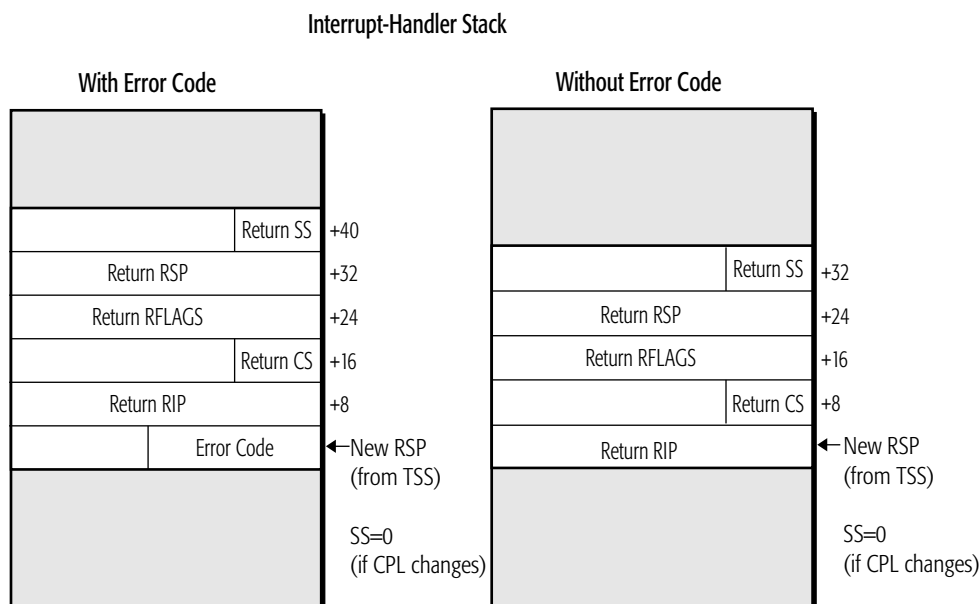 Interrupt-Handler Stack
With Error Code
Return SS +40
Return RSP +32
Return RFLAGS +24
Return CS +16
Return RIP +8
Error Code New RSP
(from TSS)
SS=0
(if CPL changes)
Without Error Code
Return SS +32
Return RSP +24
Return RFLAGS +16
Return CS +8
Return RIP New RSP
(from TSS)
SS=0
(if CPL changes)